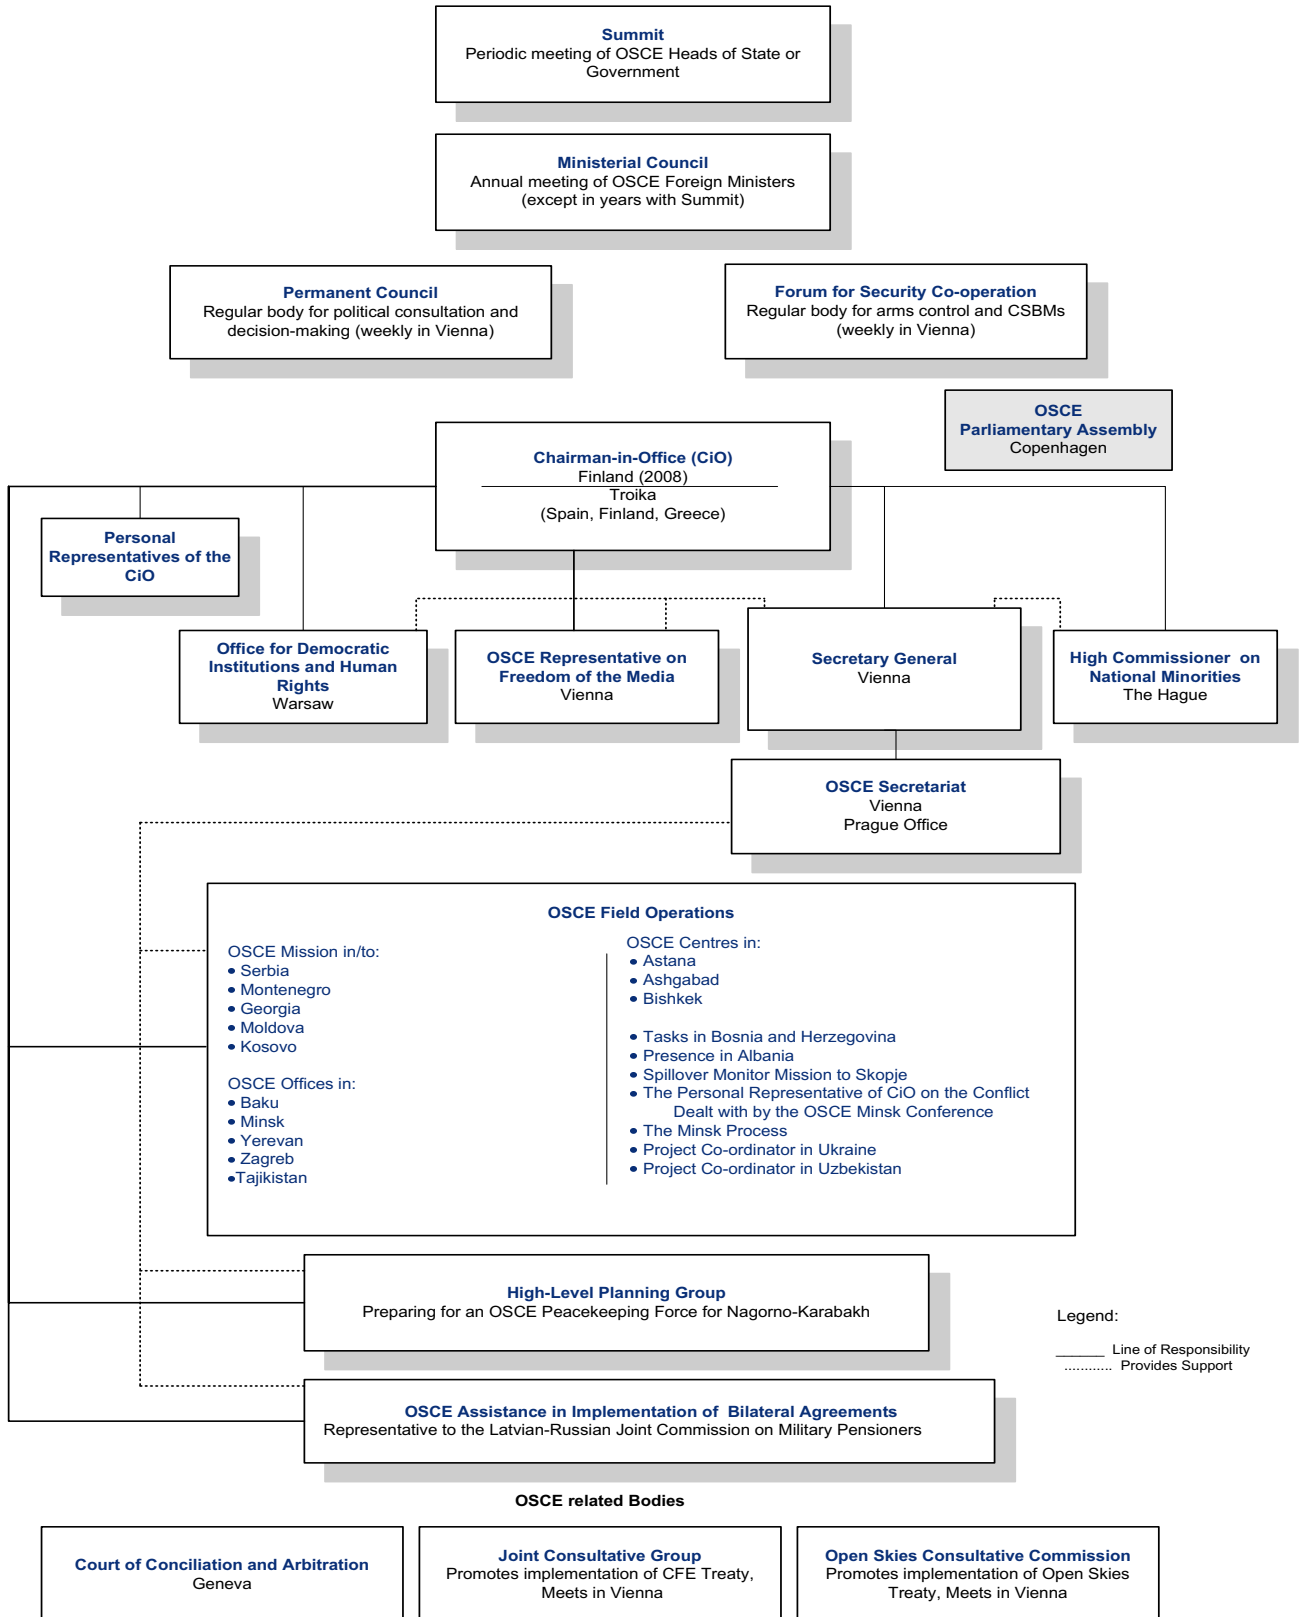 Summit
Periodic meeting of OSCE Heads of State or
Government
Ministerial Council
Annual meeting of OSCE Foreign Ministers
(except in years with Summit)
Permanent Council
Regular body for political consultation and
decision-making (weekly in Vienna)
Forum for Security Co-operation
Regular body for arms control and CSBMs
(weekly in Vienna)
OSCE
Parliamentary Assembly
Copenhagen
Chairman-in-Office (CiO)
Finland (2008)
Troika
(Spain, Finland, Greece)
Personal
Representatives of the
CiO
Office for Democratic
Institutions and Human
Rights
Warsaw
OSCE Representative on
Freedom of the Media
Vienna
Secretary General
Vienna
High Commissioner on
National Minorities
The Hague
OSCE Secretariat
Vienna
Prague Office
OSCE Field Operations
OSCE Mission in/to:
• Serbia
• Montenegro
• Georgia
• Moldova
• Kosovo
OSCE Offices in:
• Baku
• Minsk
• Yerevan
• Zagreb
•Tajikistan
OSCE Centres in:
• Astana
• Ashgabad
• Bishkek
• Tasks in Bosnia and Herzegovina
• Presence in Albania
• Spillover Monitor Mission to Skopje
• The Personal Representative of CiO on the Conflict
Dealt with by the OSCE Minsk Conference
• The Minsk Process
• Project Co-ordinator in Ukraine
• Project Co-ordinator in Uzbekistan
High-Level Planning Group
Preparing for an OSCE Peacekeeping Force for Nagorno-Karabakh
Legend:
______ Line of Responsibility
............ Provides Support
OSCE Assistance in Implementation of Bilateral Agreements
Representative to the Latvian-Russian Joint Commission on Military Pensioners
OSCE related Bodies
Court of Conciliation and Arbitration
Geneva
Joint Consultative Group
Promotes implementation of CFE Treaty,
Meets in Vienna
Open Skies Consultative Commission
Promotes implementation of Open Skies
Treaty, Meets in Vienna